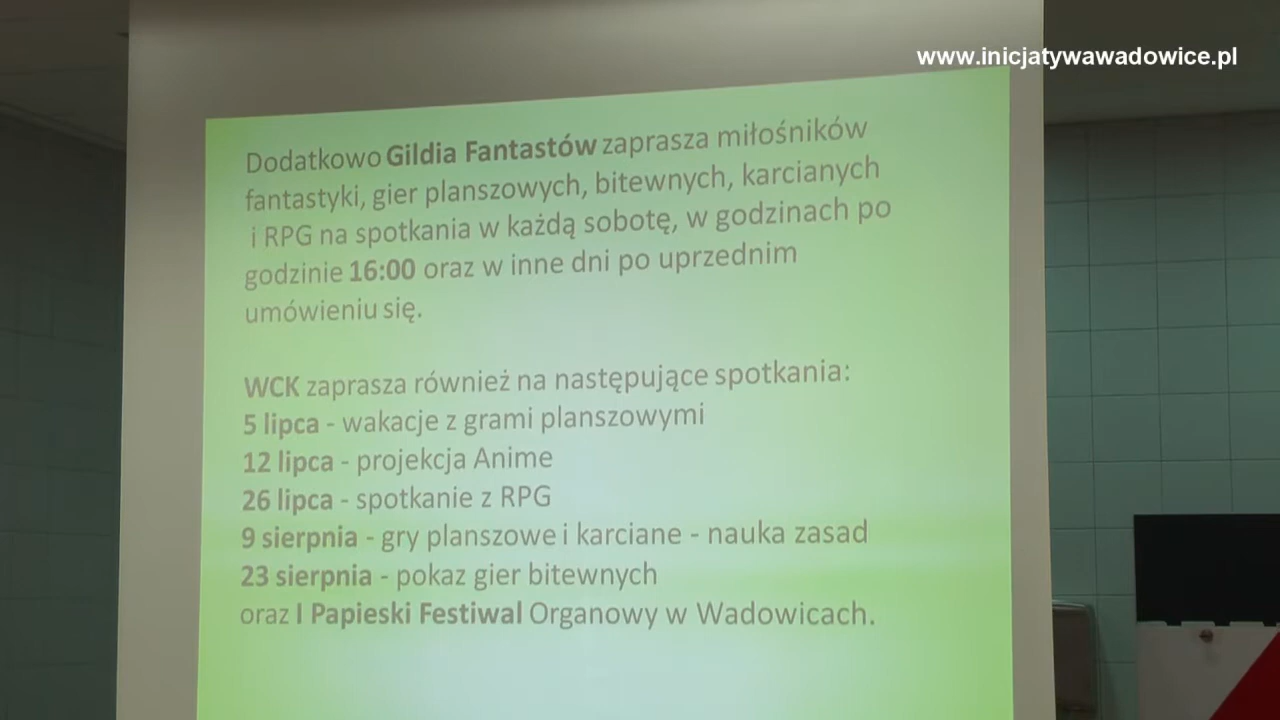 www.inicjatywawadowice.pl
Dodatkowo Gildia Fantastów zaprasza miłośników
fantastyki, gier planszowych, bitewnych, karcianych
i RPG na spotkania w każdą sobotę, w godzinach po
godzinie 16:00 oraz w inne dni po uprzednim
umówieniu się.
WCK zaprasza również na następujące spotkania:
5 lipca - wakacje z grami planszowymi
12 lipca - projekcja Anime
26 lipca - spotkanie z RPG
9 sierpnia - gry planszowe i karciane - nauka zasad
23 sierpnia - pokaz gier bitewnych
oraz I Papieski Festiwal Organowy w Wadowicach.